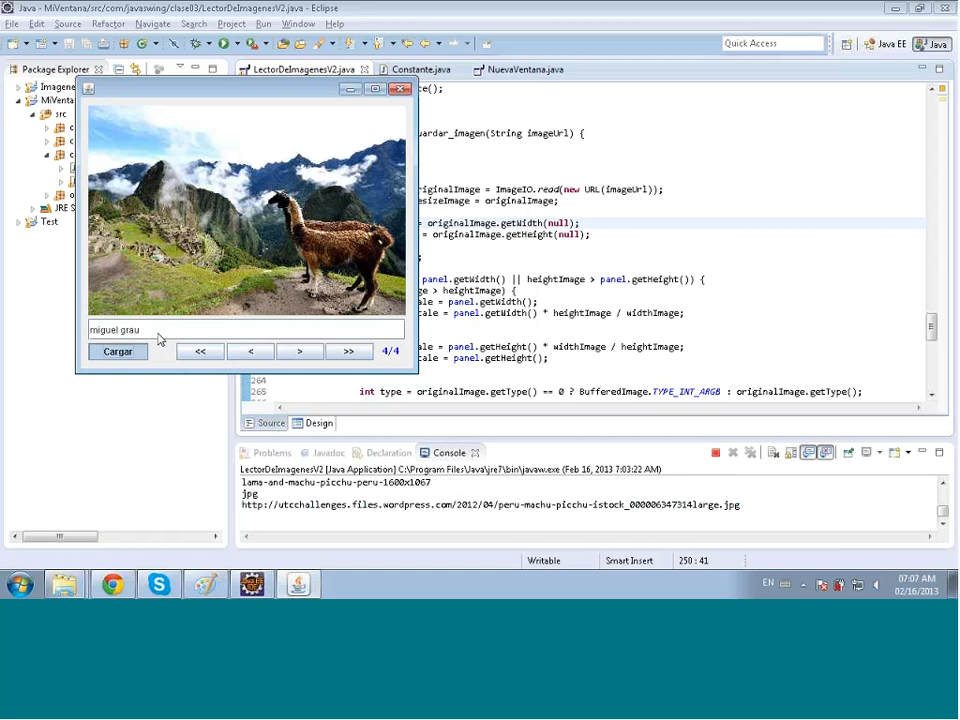 Java - MiVentana/src/com/javaswing/clase03/LectorDeImagenesV2.java - Eclipse
File Edit Source Refactor Navigate Search Project Run Window Help
Quick Access
Java EE
Java
Package Explorer
LectorDeImagenesV2.java
Constante.java
NuevaVentana.java
Imagene
MiVenta
src
c
c
c
JRE S
Test
ce();
uardar_imagen(String imageUrl) {
riginalImage = ImageIO.read(new URL(imageUrl));
esizeImage = originalImage;
= originalImage.getWidth(null);
= originalImage.getHeight(null);
;
panel.getWidth() || heightImage > panel.getHeight()) {
e > heightImage) {
ale = panel.getWidth();
cale = panel.getWidth() * heightImage / widthImage;
ale = panel.getHeight() * widthImage / heightImage;
cale = panel.getHeight();
264
265 int type = originalImage.getType() == 0 ? BufferedImage.TYPE_INT_ARGB : originalImage.getType();
miguel grau
Cargar << < > >> 4/4
Source Design
Problems Javadoc Declaration Console
LectorDeImagenesV2 [Java Application] C:\Program Files\Java\jre7\bin\javaw.exe (Feb 16, 2013 7:03:22 AM)
lama-and-machu-picchu-peru-1600x1067
jpg
http://utcchallenges.files.wordpress.com/2012/04/peru-machu-picchu-istock_000006347314large.jpg
Writable Smart Insert 250 : 41
EN
07:07 AM
02/16/2013